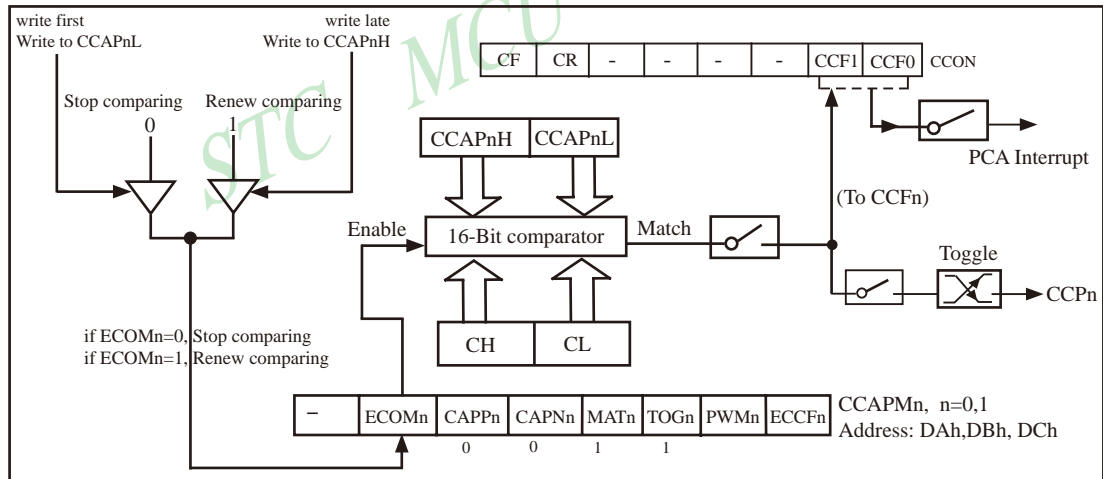 write first
Write to CCAPnL
write late
Write to CCAPnH
STC MCU
CF CR - - - - CCF1 CCF0 CCON
Stop comparing
0
Renew comparing
1
CCAPnH CCAPnL
PCA Interrupt
(To CCFn)
Enable
16-Bit comparator
Match
Toggle
CCPn
if ECOMn=0, Stop comparing
if ECOMn=1, Renew comparing
CH CL
- ECOMn CAPPn CAPNn MATn TOGn PWMn ECCFn
CCAPMn, n=0,1
Address: DAh,DBh, DCh
0 0 1 1